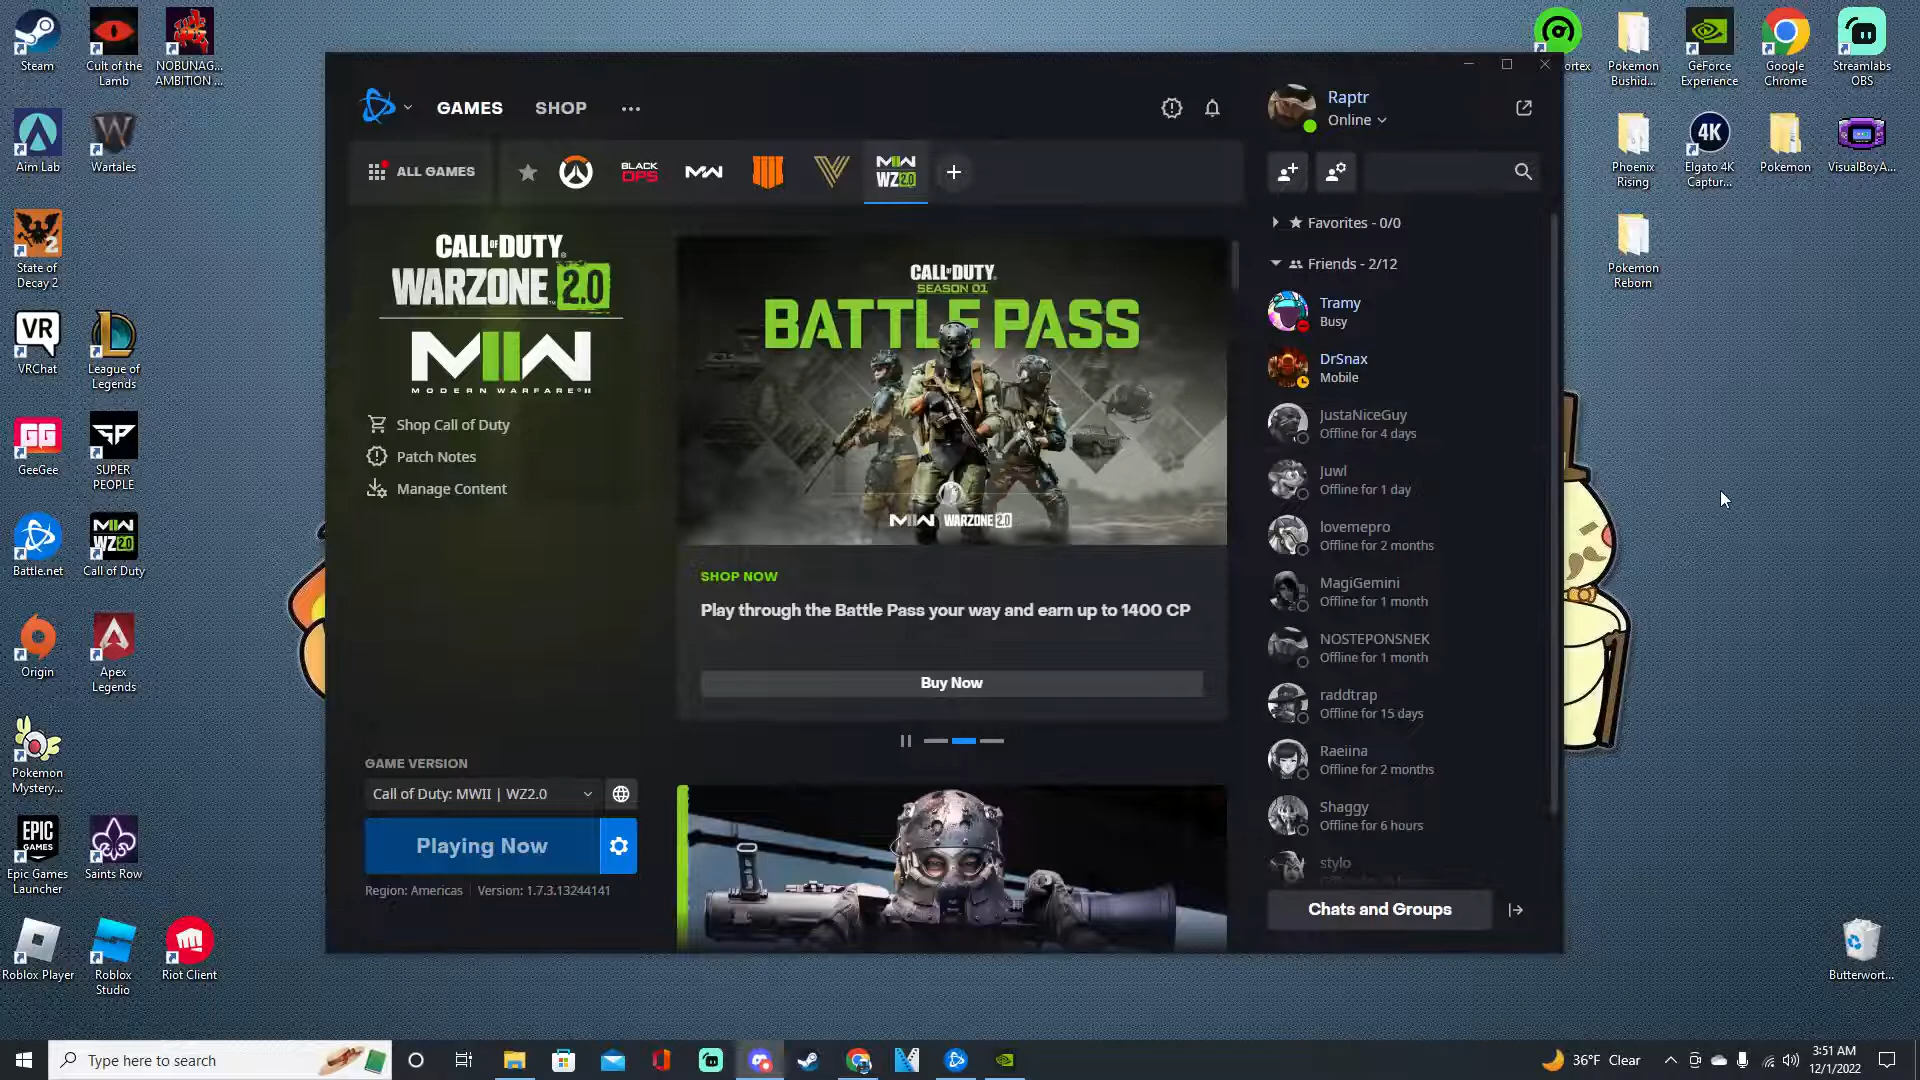 Steam
Cult of the
Lamb
NOBUNAG...
AMBITION ...
Aim Lab
Wartales
State of
Decay 2
VRChat
League of
Legends
GeeGee
SUPER
PEOPLE
Battle.net
Call of Duty
Origin
Apex
Legends
Pokemon
Mystery...
Epic Games
Launcher
Saints Row
Roblox Player
Roblox
Studio
Riot Client
GAMES
SHOP
ALL GAMES
BLACK
OPS
MW
MWII
WZ2.0
CALL OF DUTY
WARZONE 2.0
MWII
MODERN WARFARE II
Shop Call of Duty
Patch Notes
Manage Content
CALL OF DUTY
SEASON 01
BATTLE PASS
MWII WARZONE 2.0
SHOP NOW
Play through the Battle Pass your way and earn up to 1400 CP
Buy Now
GAME VERSION
Call of Duty: MWII | WZ2.0
Playing Now
Region: Americas | Version: 1.7.3.13244141
Raptr
Online
Favorites - 0/0
Friends - 2/12
Tramy
Busy
DrSnax
Mobile
JustaNiceGuy
Offline for 4 days
Juwl
Offline for 1 day
lovemepro
Offline for 2 months
MagiGemini
Offline for 1 month
NOSTEPONSNEK
Offline for 1 month
raddtrap
Offline for 15 days
Raeiina
Offline for 2 months
Shaggy
Offline for 6 hours
stylo
Chats and Groups
Pokemon
Bushid...
GeForce
Experience
Google
Chrome
Streamlabs
OBS
Phoenix
Rising
Elgato 4K
Captur...
Pokemon
VisualBoyA...
Pokemon
Reborn
Butterwort...
Type here to search
36°F Clear
3:51 AM
12/1/2022